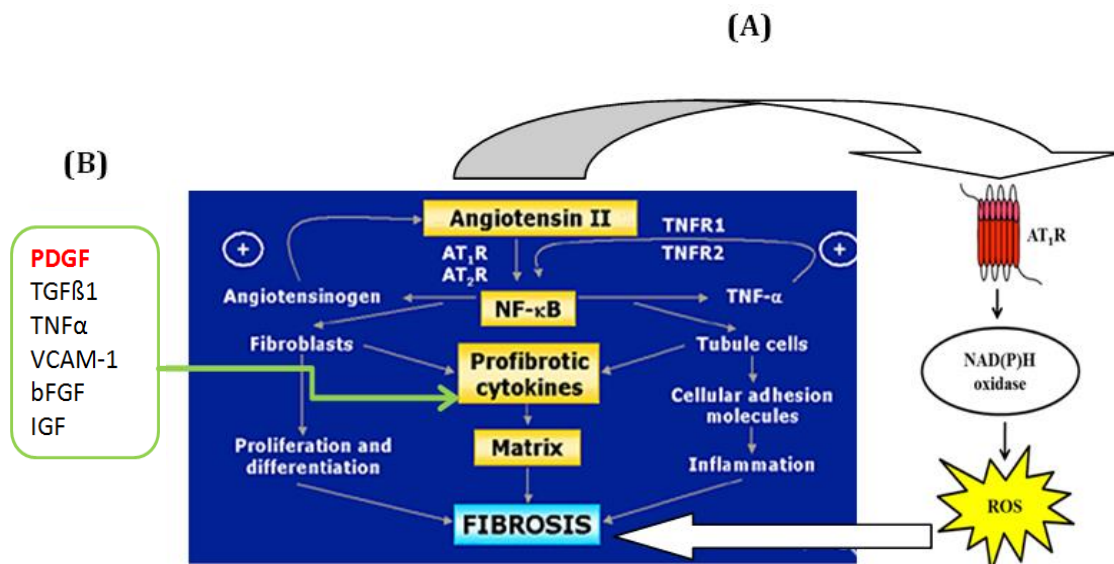 (A)
(B)
PDGF
TGFß1
TNFα
VCAM-1
bFGF
IGF
Angiotensin II
TNFR1
TNFR2
+
+
AT₁R
AT₂R
Angiotensinogen
NF-κB
TNF-α
Fibroblasts
Profibrotic
cytokines
Tubule cells
Cellular adhesion
molecules
Proliferation and
differentiation
Matrix
Inflammation
FIBROSIS
AT₁R
NAD(P)H
oxidase
ROS